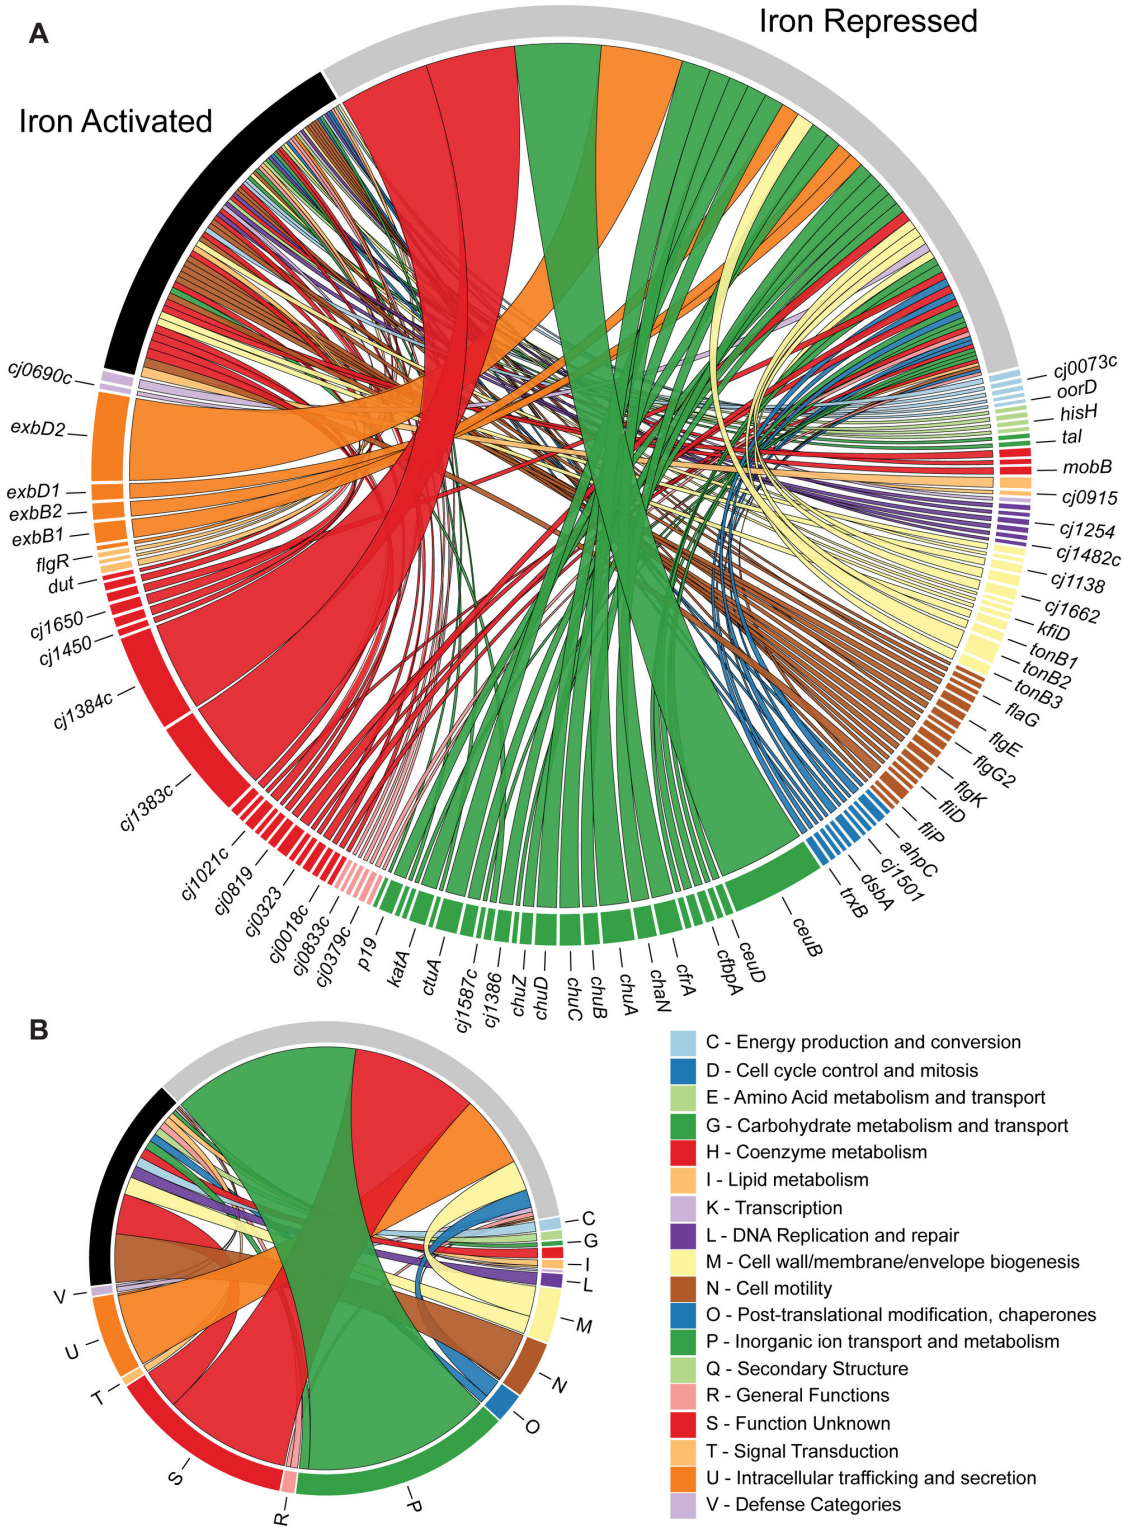 A
Iron Repressed
Iron Activated
cj0690c
exbD2
exbD1
exbB2
exbB1
flgR
dut
cj1650
cj1450
cj1384c
cj1383c
cj1021c
cj0819
cj0323
cj0018c
cj0833c
cj0379c
p19
katA
ctuA
cj1587c
cj1386
chuZ
chuD
chuC
chuB
chuA
chaN
cfrA
cfbpA
ceuD
ceuB
trxB
dsbA
cj1501
ahpC
fliP
fliD
flgK
flgG2
flgE
flaG
tonB3
tonB2
tonB1
kfiD
cj1662
cj1138
cj1482c
cj1254
cj0915
mobB
tal
hisH
oorD
cj0073c
B
V
U
T
S
R
P
O
N
M
L
I
G
C
C - Energy production and conversion
D - Cell cycle control and mitosis
E - Amino Acid metabolism and transport
G - Carbohydrate metabolism and transport
H - Coenzyme metabolism
I - Lipid metabolism
K - Transcription
L - DNA Replication and repair
M - Cell wall/membrane/envelope biogenesis
N - Cell motility
O - Post-translational modification, chaperones
P - Inorganic ion transport and metabolism
Q - Secondary Structure
R - General Functions
S - Function Unknown
T - Signal Transduction
U - Intracellular trafficking and secretion
V - Defense Categories